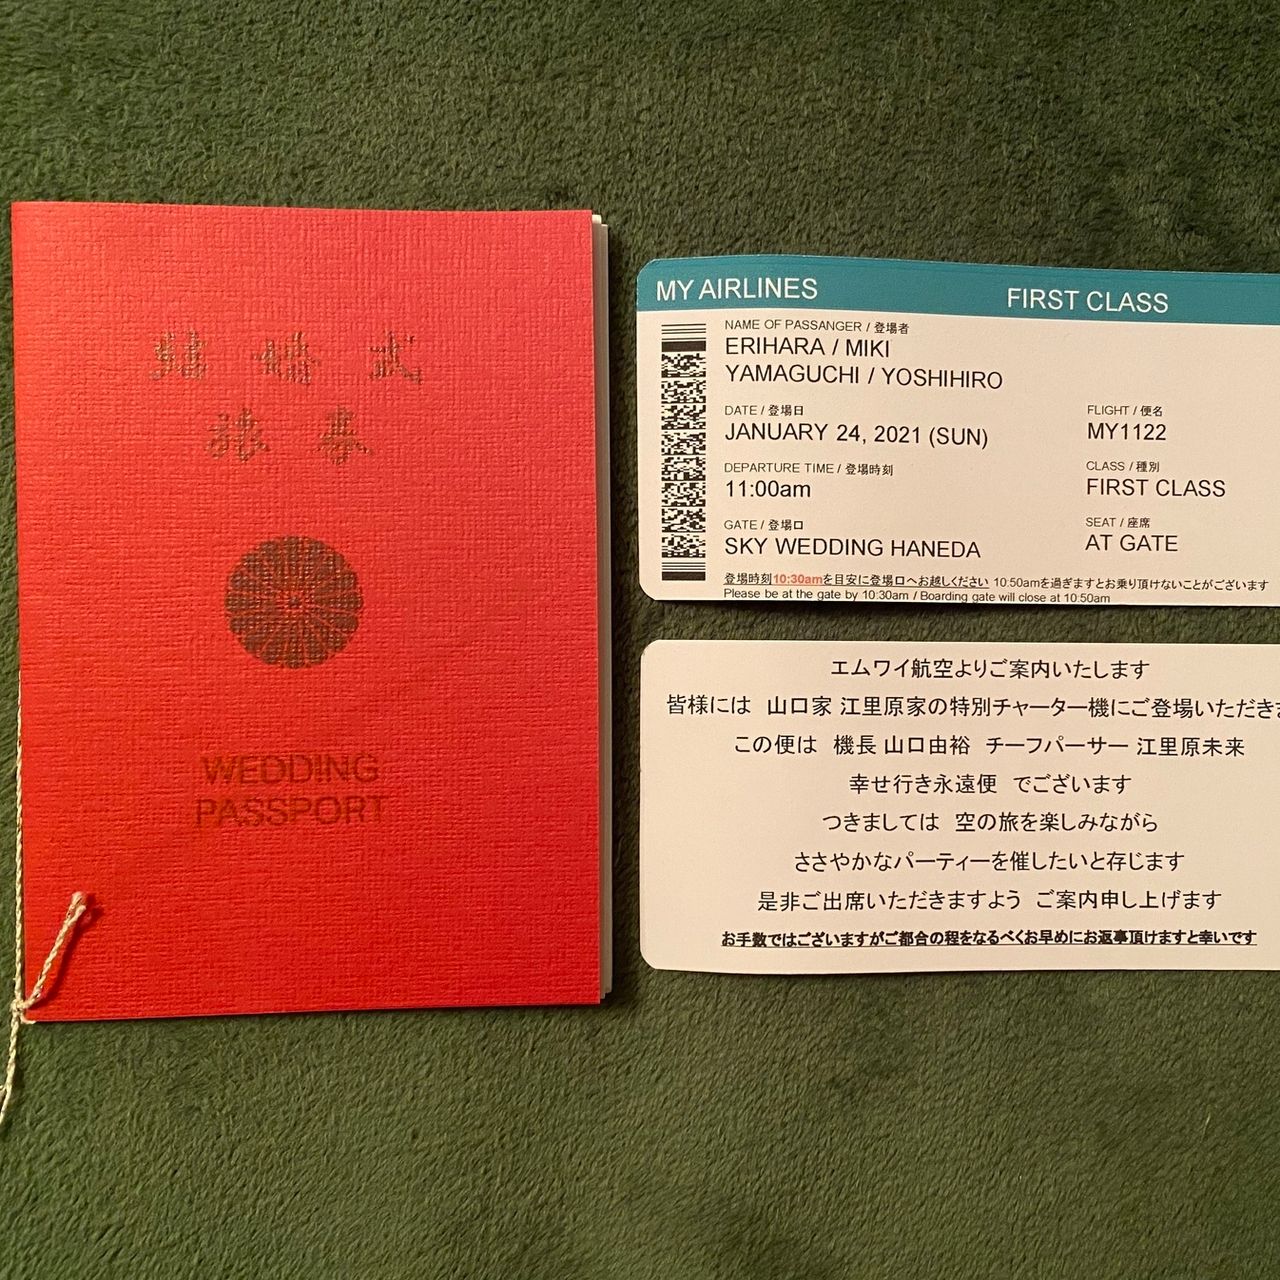 結婚式
旅券
WEDDING
PASSPORT
MY AIRLINES
FIRST CLASS
NAME OF PASSANGER / 登場者
ERIHARA / MIKI
YAMAGUCHI / YOSHIHIRO
DATE / 登場日
JANUARY 24, 2021 (SUN)
FLIGHT / 便名
MY1122
DEPARTURE TIME / 登場時刻
11:00am
CLASS / 種別
FIRST CLASS
GATE / 登場口
SKY WEDDING HANEDA
SEAT / 座席
AT GATE
登場時刻10:30amを目安に登場口へお越しください 10:50amを過ぎますとお乗り頂けないことがございます
Please be at the gate by 10:30am / Boarding gate will close at 10:50am
エムワイ航空よりご案内いたします
皆様には 山口家 江里原家の特別チャーター機にご登場いただきま
この便は 機長 山口由裕 チーフパーサー 江里原未来
幸せ行き永遠便 でございます
つきましては 空の旅を楽しみながら
ささやかなパーティーを催したいと存じます
是非ご出席いただきますよう ご案内申し上げます
お手数ではございますがご都合の程をなるべくお早めにお返事頂けますと幸いです